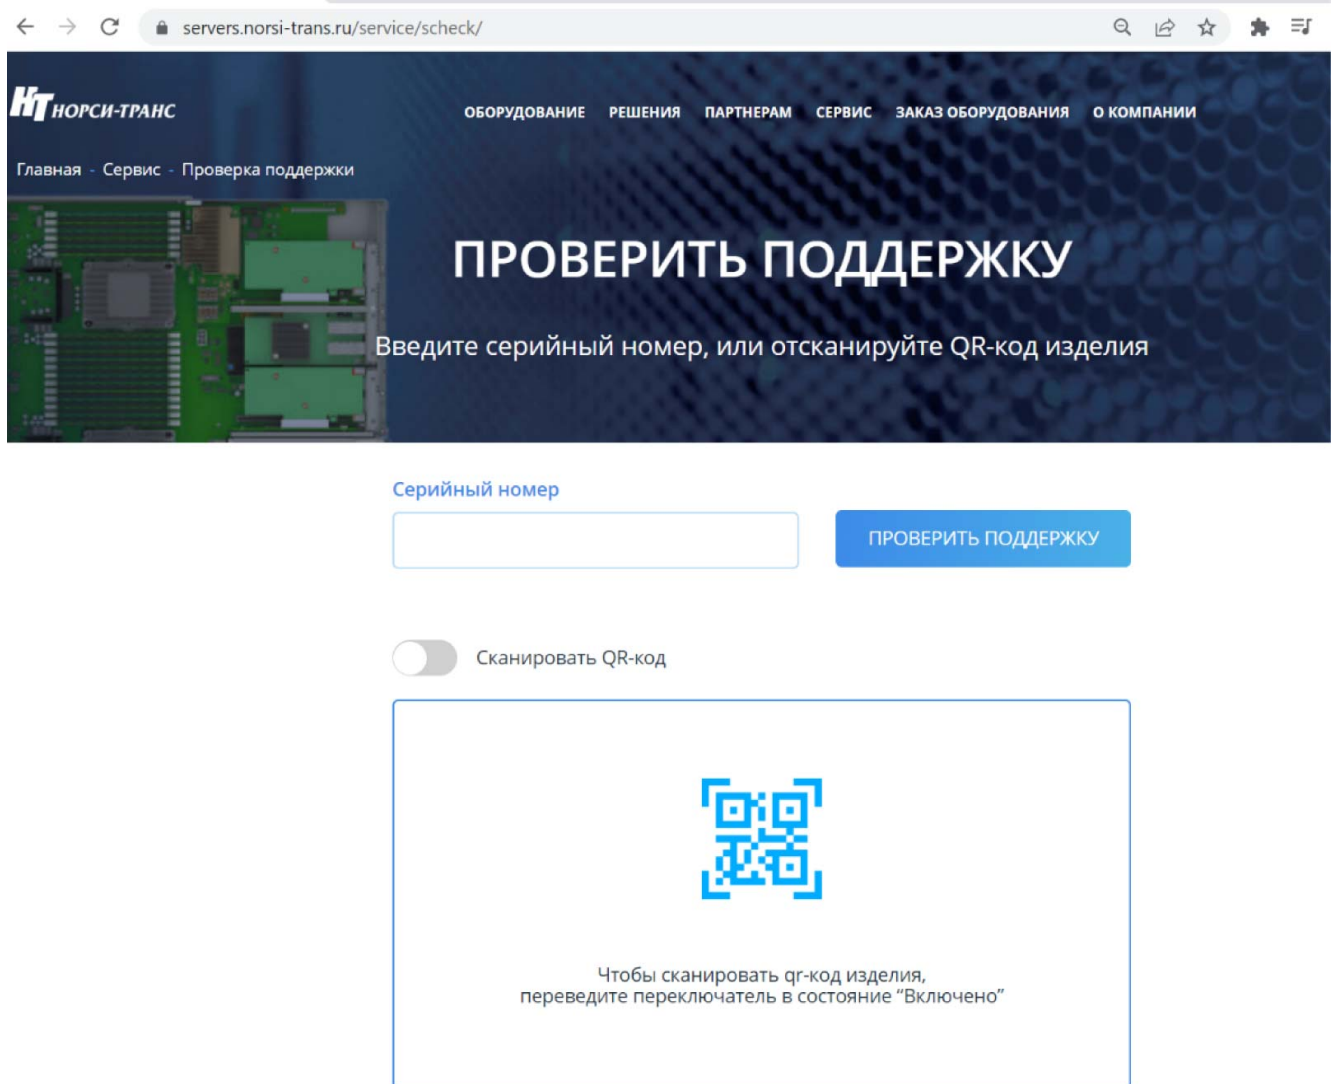 servers.norsi-trans.ru/service/scheck/
НТ НОРСИ-ТРАНС
ОБОРУДОВАНИЕ РЕШЕНИЯ ПАРТНЕРАМ СЕРВИС ЗАКАЗ ОБОРУДОВАНИЯ О КОМПАНИИ
Главная - Сервис - Проверка поддержки
ПРОВЕРИТЬ ПОДДЕРЖКУ
Введите серийный номер, или отсканируйте QR-код изделия
Серийный номер
ПРОВЕРИТЬ ПОДДЕРЖКУ
Сканировать QR-код
Чтобы сканировать qr-код изделия,
переведите переключатель в состояние “Включено”